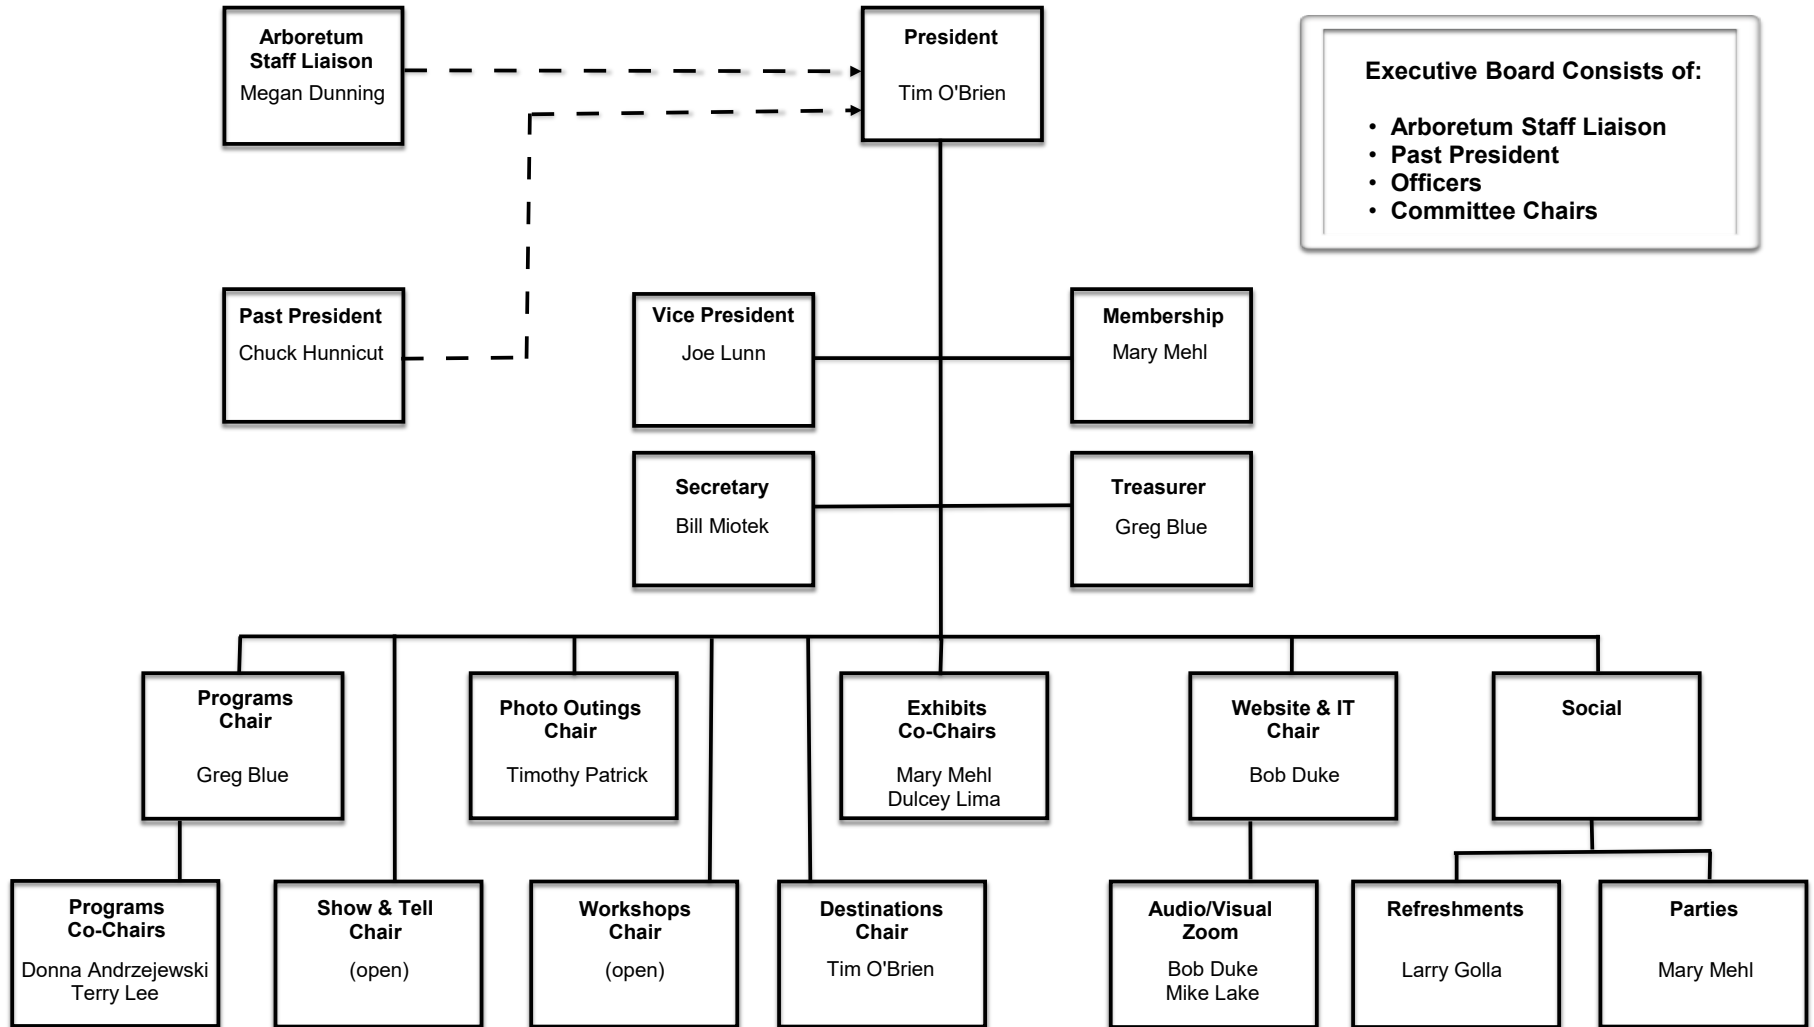 Arboretum
Staff Liaison
Megan Dunning
President
Tim O'Brien
Executive Board Consists of:
• Arboretum Staff Liaison
• Past President
• Officers
• Committee Chairs
Past President
Chuck Hunnicut
Vice President
Joe Lunn
Membership
Mary Mehl
Secretary
Bill Miotek
Treasurer
Greg Blue
Programs
Chair
Greg Blue
Photo Outings
Chair
Timothy Patrick
Exhibits
Co-Chairs
Mary Mehl
Dulcey Lima
Website & IT
Chair
Bob Duke
Social
Programs
Co-Chairs
Donna Andrzejewski
Terry Lee
Show & Tell
Chair
(open)
Workshops
Chair
(open)
Destinations
Chair
Tim O'Brien
Audio/Visual
Zoom
Bob Duke
Mike Lake
Refreshments
Larry Golla
Parties
Mary Mehl